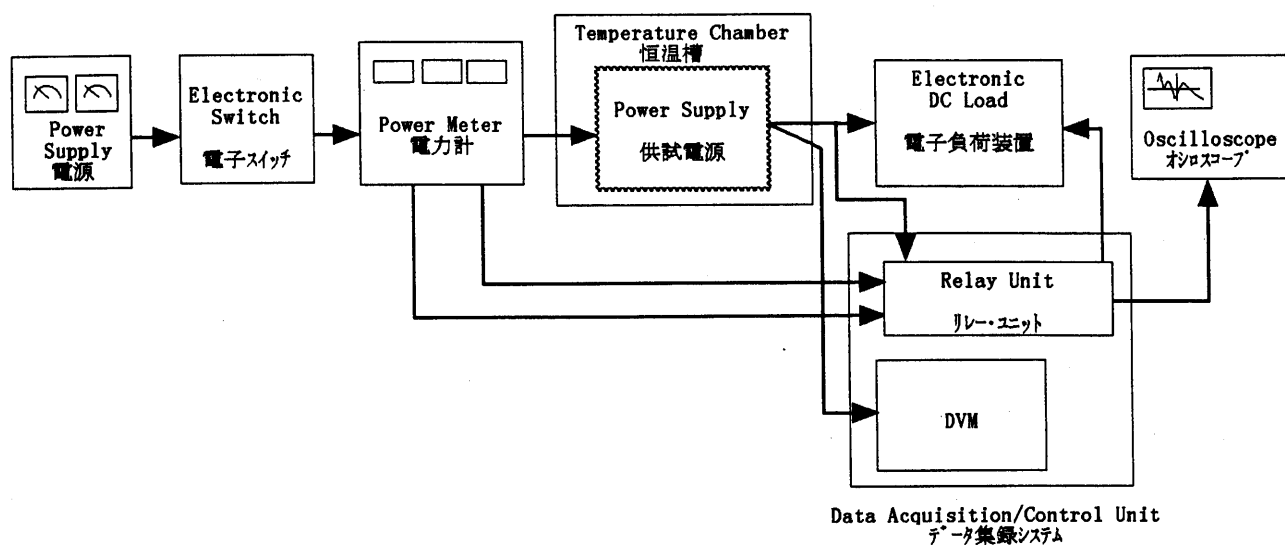 Power
Supply
電源
Electronic
Switch
電子スイッチ
Power Meter
電力計
Temperature Chamber
恒温槽
Power Supply
供試電源
Electronic
DC Load
電子負荷装置
Oscilloscope
オシロスコープ
Relay Unit
リレー・ユニット
DVM
Data Acquisition/Control Unit
データ集録システム